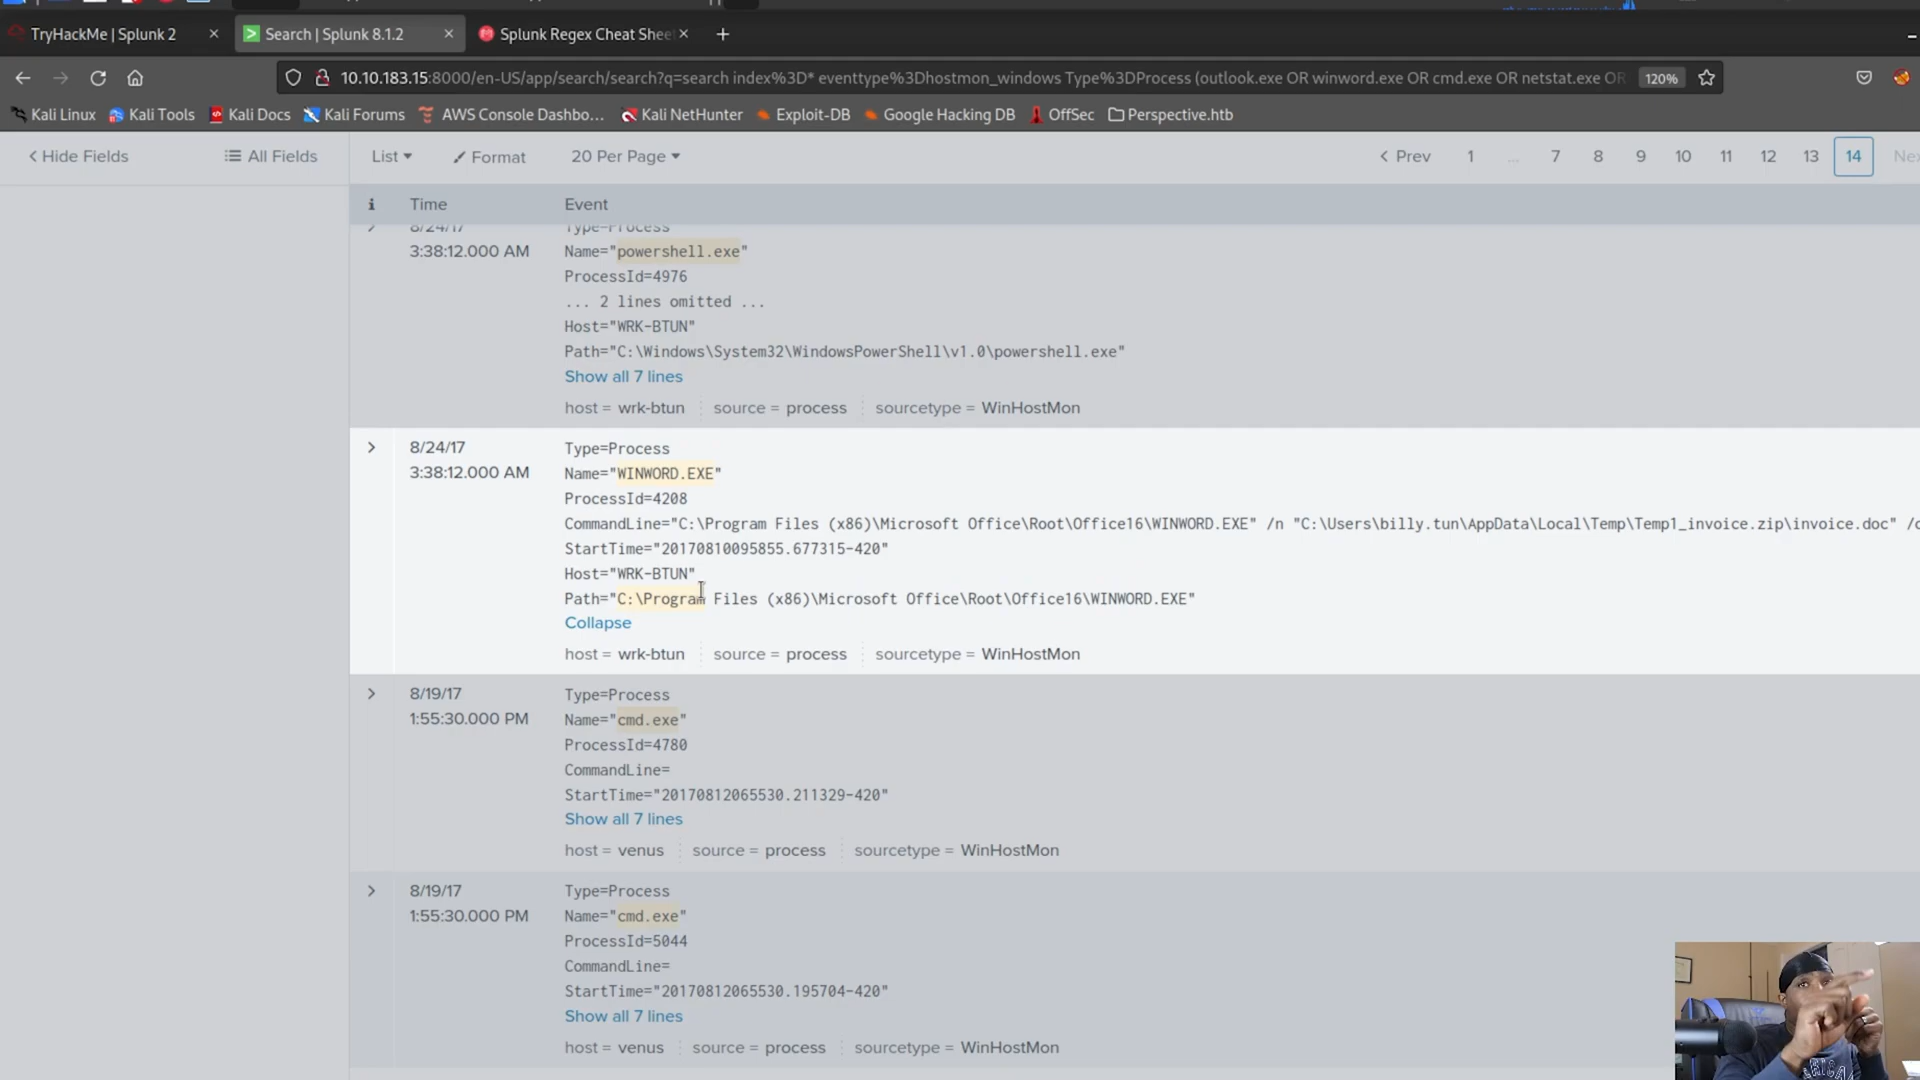 TryHackMe | Splunk 2
Search | Splunk 8.1.2
Splunk Regex Cheat Shee
10.10.183.15:8000/en-US/app/search/search?q=search index%3D* eventtype%3Dhostmon_windows Type%3DProcess (outlook.exe OR winword.exe OR cmd.exe OR netstat.exe OR
120%
Kali Linux Kali Tools Kali Docs Kali Forums AWS Console Dashbo... Kali NetHunter Exploit-DB Google Hacking DB OffSec Perspective.htb
< Hide Fields All Fields List Format 20 Per Page < Prev 1 ... 7 8 9 10 11 12 13 14 Nex
i Time Event
8/24/17 Type=Process
3:38:12.000 AM Name="powershell.exe"
ProcessId=4976
... 2 lines omitted ...
Host="WRK-BTUN"
Path="C:\Windows\System32\WindowsPowerShell\v1.0\powershell.exe"
Show all 7 lines
host = wrk-btun source = process sourcetype = WinHostMon
8/24/17 Type=Process
3:38:12.000 AM Name="WINWORD.EXE"
ProcessId=4208
CommandLine="C:\Program Files (x86)\Microsoft Office\Root\Office16\WINWORD.EXE" /n "C:\Users\billy.tun\AppData\Local\Temp\Temp1_invoice.zip\invoice.doc" /o
StartTime="20170810095855.677315-420"
Host="WRK-BTUN"
Path="C:\Program Files (x86)\Microsoft Office\Root\Office16\WINWORD.EXE"
Collapse
host = wrk-btun source = process sourcetype = WinHostMon
8/19/17 Type=Process
1:55:30.000 PM Name="cmd.exe"
ProcessId=4780
CommandLine=
StartTime="20170812065530.211329-420"
Show all 7 lines
host = venus source = process sourcetype = WinHostMon
8/19/17 Type=Process
1:55:30.000 PM Name="cmd.exe"
ProcessId=5044
CommandLine=
StartTime="20170812065530.195704-420"
Show all 7 lines
host = venus source = process sourcetype = WinHostMon